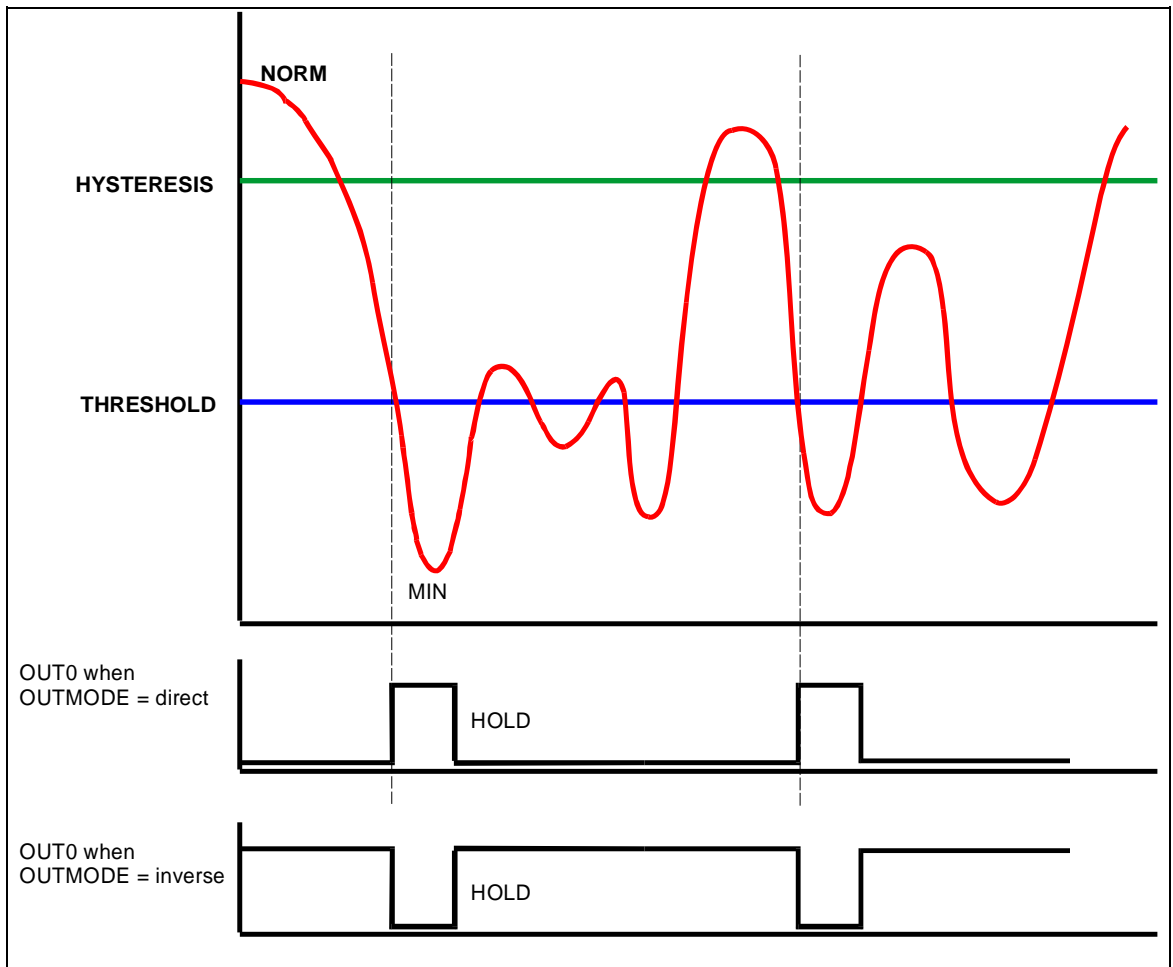 NORM
HYSTERESIS
THRESHOLD
MIN
OUT0 when
OUTMODE = direct
HOLD
OUT0 when
OUTMODE = inverse
HOLD